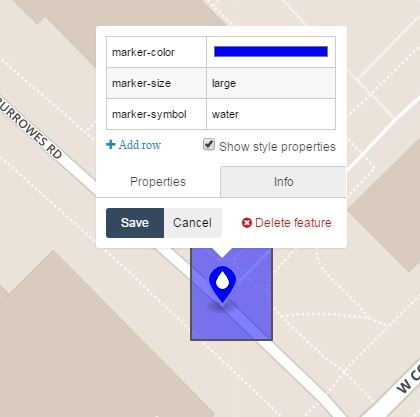 marker-color
marker-size large
marker-symbol water
Add row Show style properties
Properties Info
Save Cancel Delete feature
BURROWES RD
W CO